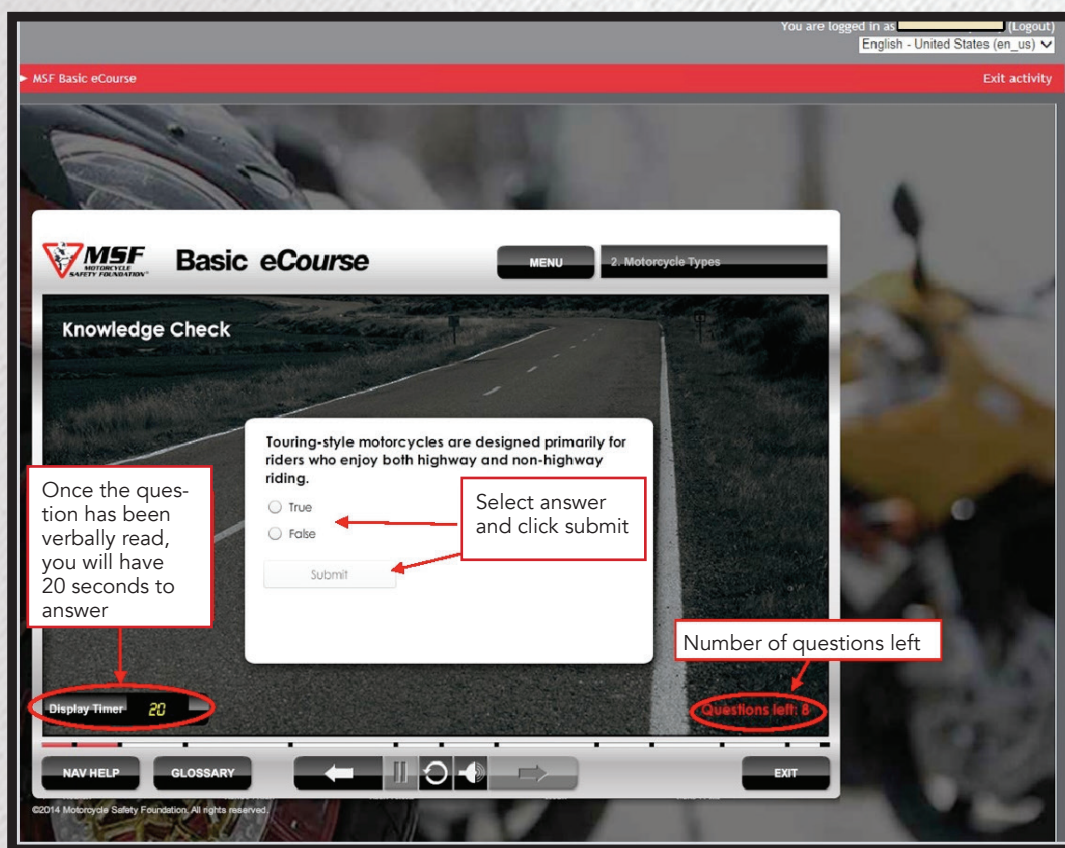 You are logged in as (Logout)
English - United States (en_us)
MSF Basic eCourse
Exit activity
MSF
MOTORCYCLE
SAFETY FOUNDATION
Basic eCourse
MENU
2. Motorcycle Types
Knowledge Check
Touring-style motorcycles are designed primarily for
riders who enjoy both highway and non-highway
riding.
True
False
Submit
Select answer
and click submit
Once the ques-
tion has been
verbally read,
you will have
20 seconds to
answer
Number of questions left
Display Timer 20
Questions left: 8
NAV HELP
GLOSSARY
EXIT
©2014 Motorcycle Safety Foundation. All rights reserved.